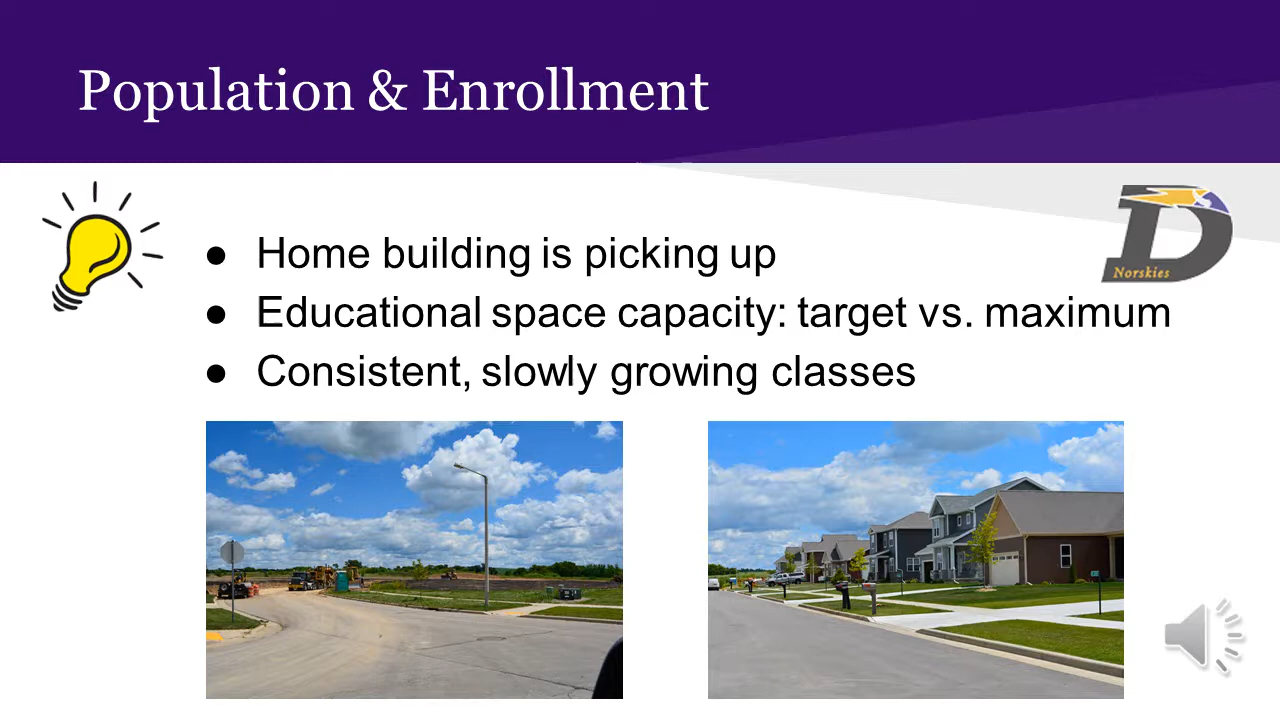 Population & Enrollment
● Home building is picking up
● Educational space capacity: target vs. maximum
● Consistent, slowly growing classes
D
Norskies